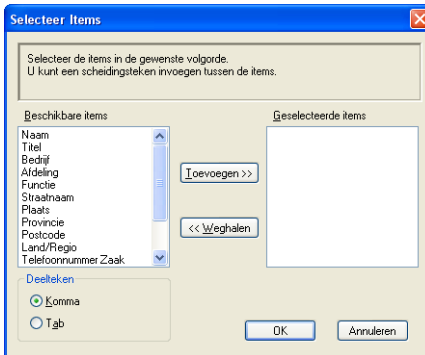 Selecteer Items
Selecteer de items in de gewenste volgorde.
U kunt een scheidingsteken invoegen tussen de items.
Beschikbare items
Geselecteerde items
Naam
Titel
Bedrijf
Afdeling
Functie
Straatnaam
Plaats
Provincie
Postcode
Land/Regio
Telefoonnummer Zaak
Toevoegen >>
<< Weghalen
Deelteken
Komma
Tab
OK
Annuleren